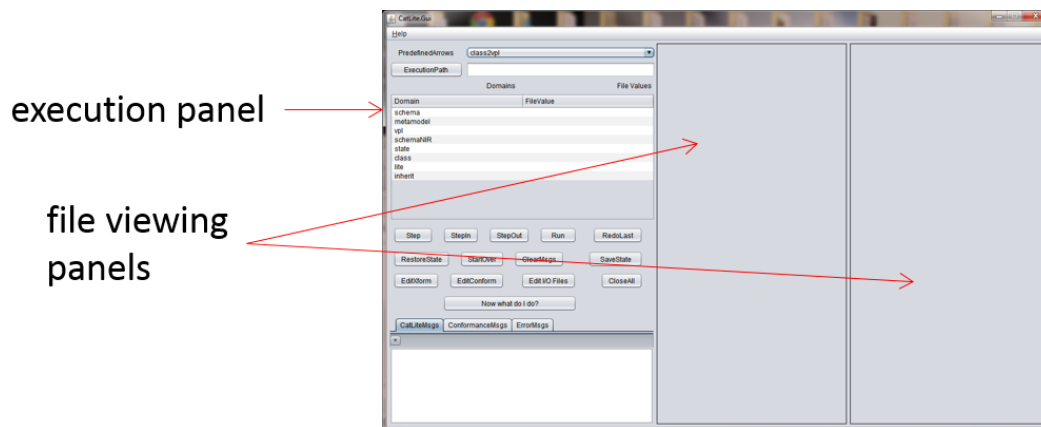 CatLite.Gui
Help
PredefinedArrows class2vpl
ExecutionPath
Domains File Values
Domain FileValue
schema
metamodel
vpl
schemaNIR
state
class
lite
inherit
execution panel
file viewing
panels
Step StepIn StepOut Run RedoLast
RestoreState StartOver ClearMsgs SaveState
EditXform EditConform Edit I/O Files CloseAll
Now what do I do?
CatLiteMsgs ConformanceMsgs ErrorMsgs